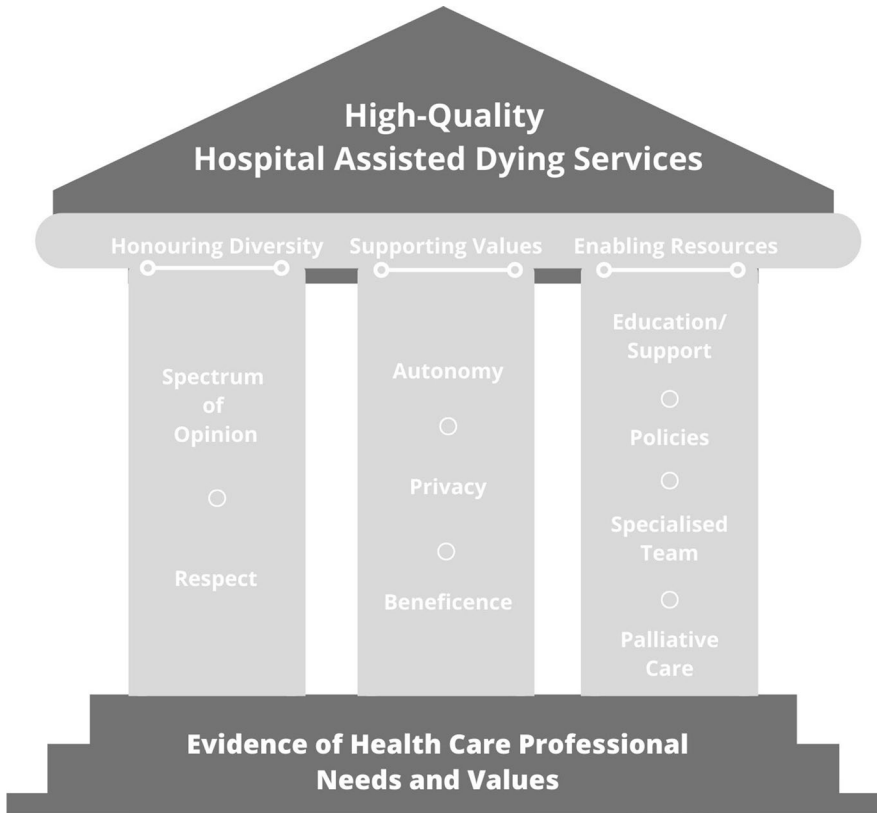 High-Quality
Hospital Assisted Dying Services
Honouring Diversity
Supporting Values
Enabling Resources
Spectrum
of
Opinion
Respect
Autonomy
Privacy
Beneficence
Education/
Support
Policies
Specialised
Team
Palliative
Care
Evidence of Health Care Professional
Needs and Values